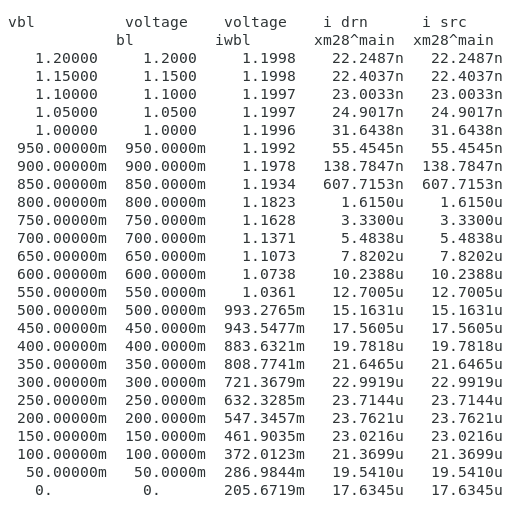 vbl voltage voltage i drn i src
bl iwbl xm28^main xm28^main
1.20000 1.2000 1.1998 22.2487n 22.2487n
1.15000 1.1500 1.1998 22.4037n 22.4037n
1.10000 1.1000 1.1997 23.0033n 23.0033n
1.05000 1.0500 1.1997 24.9017n 24.9017n
1.00000 1.0000 1.1996 31.6438n 31.6438n
950.00000m 950.0000m 1.1992 55.4545n 55.4545n
900.00000m 900.0000m 1.1978 138.7847n 138.7847n
850.00000m 850.0000m 1.1934 607.7153n 607.7153n
800.00000m 800.0000m 1.1823 1.6150u 1.6150u
750.00000m 750.0000m 1.1628 3.3300u 3.3300u
700.00000m 700.0000m 1.1371 5.4838u 5.4838u
650.00000m 650.0000m 1.1073 7.8202u 7.8202u
600.00000m 600.0000m 1.0738 10.2388u 10.2388u
550.00000m 550.0000m 1.0361 12.7005u 12.7005u
500.00000m 500.0000m 993.2765m 15.1631u 15.1631u
450.00000m 450.0000m 943.5477m 17.5605u 17.5605u
400.00000m 400.0000m 883.6321m 19.7818u 19.7818u
350.00000m 350.0000m 808.7741m 21.6465u 21.6465u
300.00000m 300.0000m 721.3679m 22.9919u 22.9919u
250.00000m 250.0000m 632.3285m 23.7144u 23.7144u
200.00000m 200.0000m 547.3457m 23.7621u 23.7621u
150.00000m 150.0000m 461.9035m 23.0216u 23.0216u
100.00000m 100.0000m 372.0123m 21.3699u 21.3699u
50.00000m 50.0000m 286.9844m 19.5410u 19.5410u
0. 0. 205.6719m 17.6345u 17.6345u